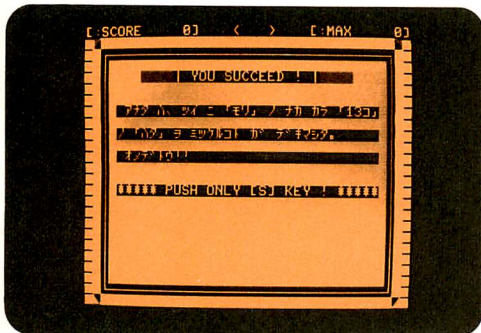 [:SCORE 0] < > [:MAX 0]
| YOU SUCCEED ! |
アナタ ハ、 ツイ ニ 「モリ」 ノ ナカ カラ 「13コ」
ノ 「ハタ」 ヲ ミツケルコト ガ デ キマシタ。
オメデトウ!!
PUSH ONLY [S] KEY !